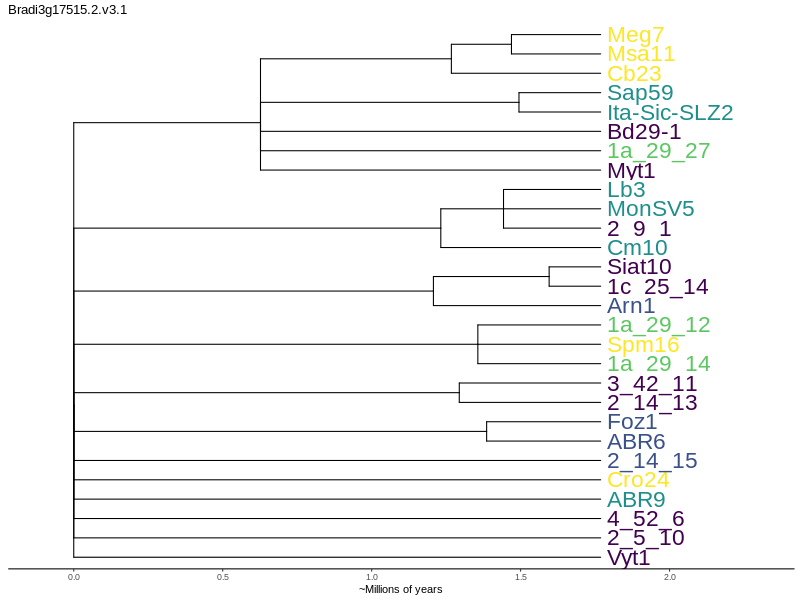 Bradi3g17515.2.v3.1
Meg7
Msa11
Cb23
Sap59
Ita-Sic-SLZ2
Bd29-1
1a_29_27
Myt1
Lb3
MonSV5
2_9_1
Cm10
Siat10
1c_25_14
Arn1
1a_29_12
Spm16
1a_29_14
3_42_11
2_14_13
Foz1
ABR6
2_14_15
Cro24
ABR9
4_52_6
2_5_10
Vyt1
0.0 0.5 1.0 1.5 2.0
~Millions of years